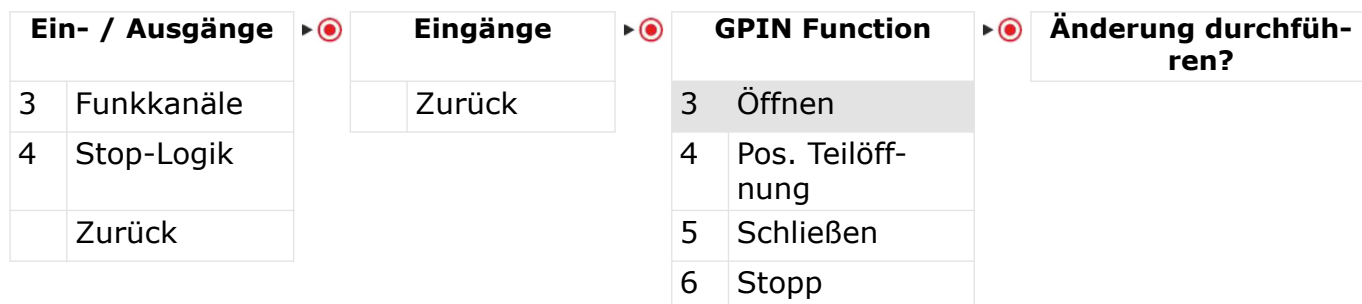 Ein- / Ausgänge
Eingänge
GPIN Function
Änderung durchfüh-
ren?
3 Funkkanäle
Zurück
3 Öffnen
4 Stop-Logik
4 Pos. Teilöff-
nung
Zurück
5 Schließen
6 Stopp